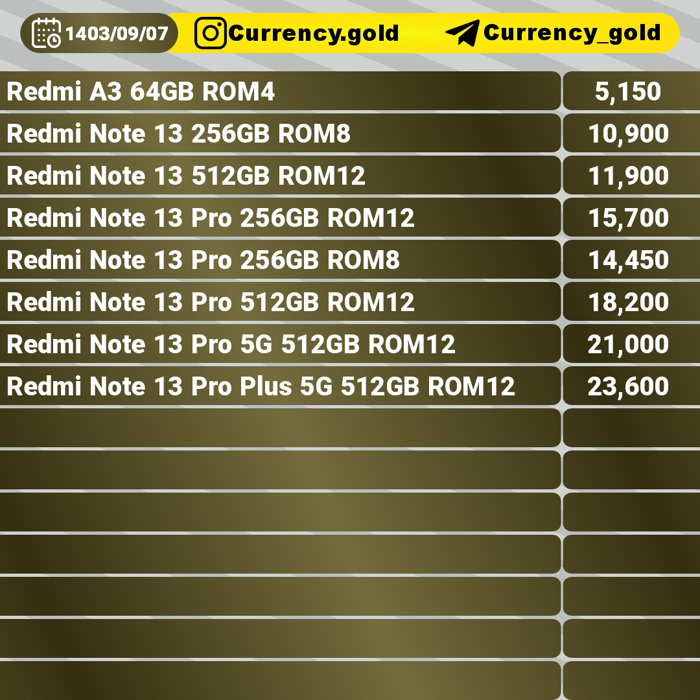 1403/09/07 Currency.gold Currency_gold
Redmi A3 64GB ROM4 5,150
Redmi Note 13 256GB ROM8 10,900
Redmi Note 13 512GB ROM12 11,900
Redmi Note 13 Pro 256GB ROM12 15,700
Redmi Note 13 Pro 256GB ROM8 14,450
Redmi Note 13 Pro 512GB ROM12 18,200
Redmi Note 13 Pro 5G 512GB ROM12 21,000
Redmi Note 13 Pro Plus 5G 512GB ROM12 23,600